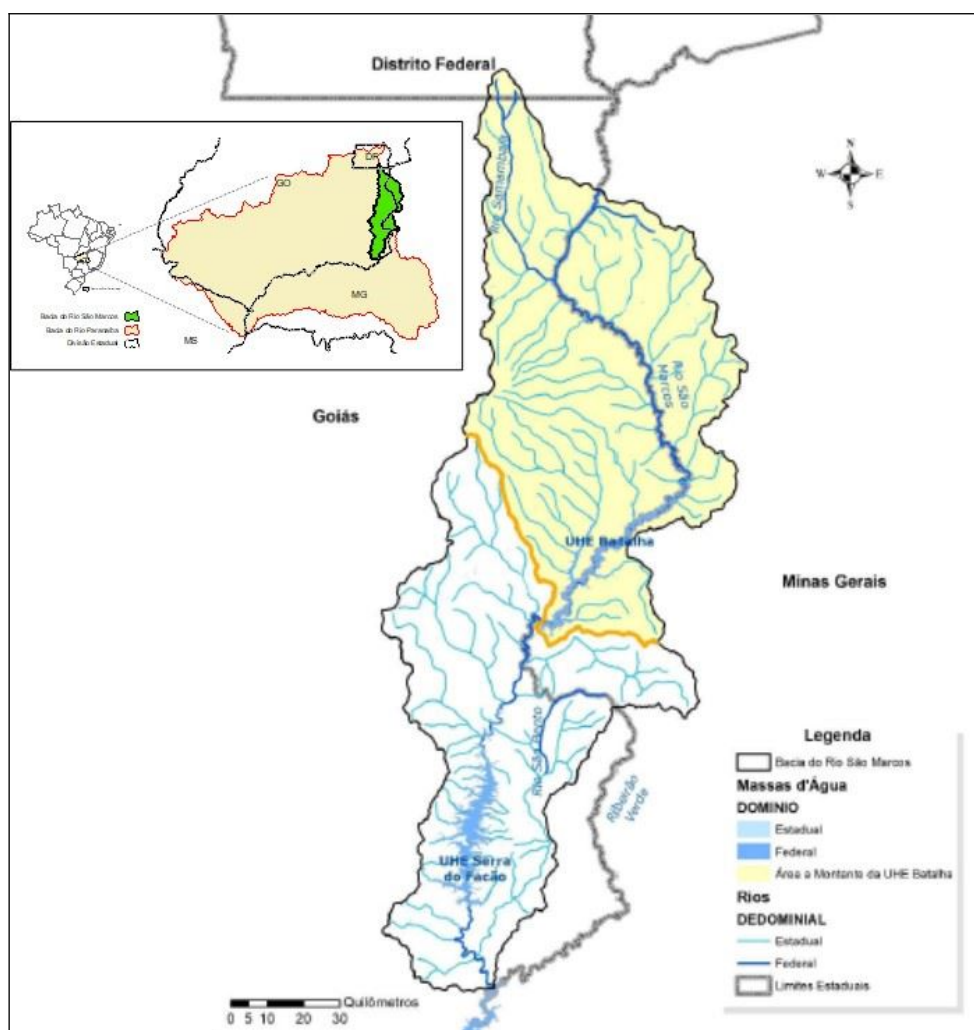 Distrito Federal
DF
GO
MG
MS
Bacia do Rio São Marcos
Bacia do Rio Paranaíba
Divisão Estadual
N
W
E
S
Rio Samambaia
Rio São
Marcos
Goiás
UHE Batalha
Minas Gerais
Rio São Bento
Ribeirão
Verde
UHE Serra
do Facão
Legenda
Bacia do Rio São Marcos
Massas d'Água
DOMINIO
Estadual
Federal
Área a Montante da UHE Batalha
Rios
DEDOMINIAL
Estadual
Federal
Limites Estaduais
Quilômetros
0 5 10 20 30